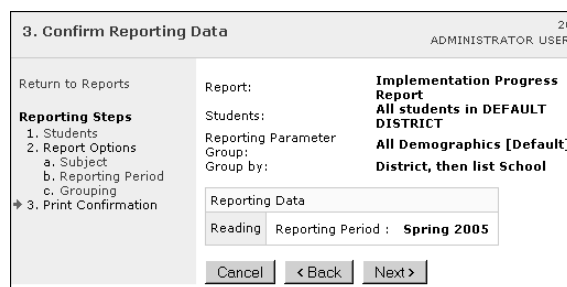 3. Confirm Reporting Data
ADMINISTRATOR USER
Return to Reports
Reporting Steps
1. Students
2. Report Options
a. Subject
b. Reporting Period
c. Grouping
3. Print Confirmation
Report: Implementation Progress
Report
Students: All students in DEFAULT
DISTRICT
Reporting Parameter
Group: All Demographics [Default]
Group by: District, then list School
Reporting Data
Reading Reporting Period : Spring 2005
Cancel < Back Next >